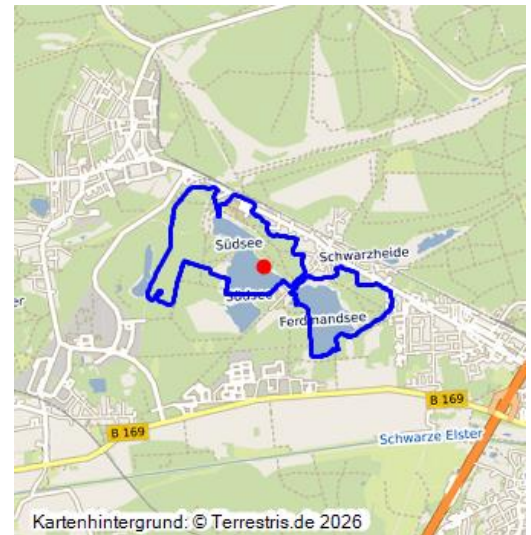 Südsee
Schwarzheide
Südsee
Ferdinandsee
B 169
B 169
Schwarze Elster
Kartenhintergrund: © Terrestris.de 2026